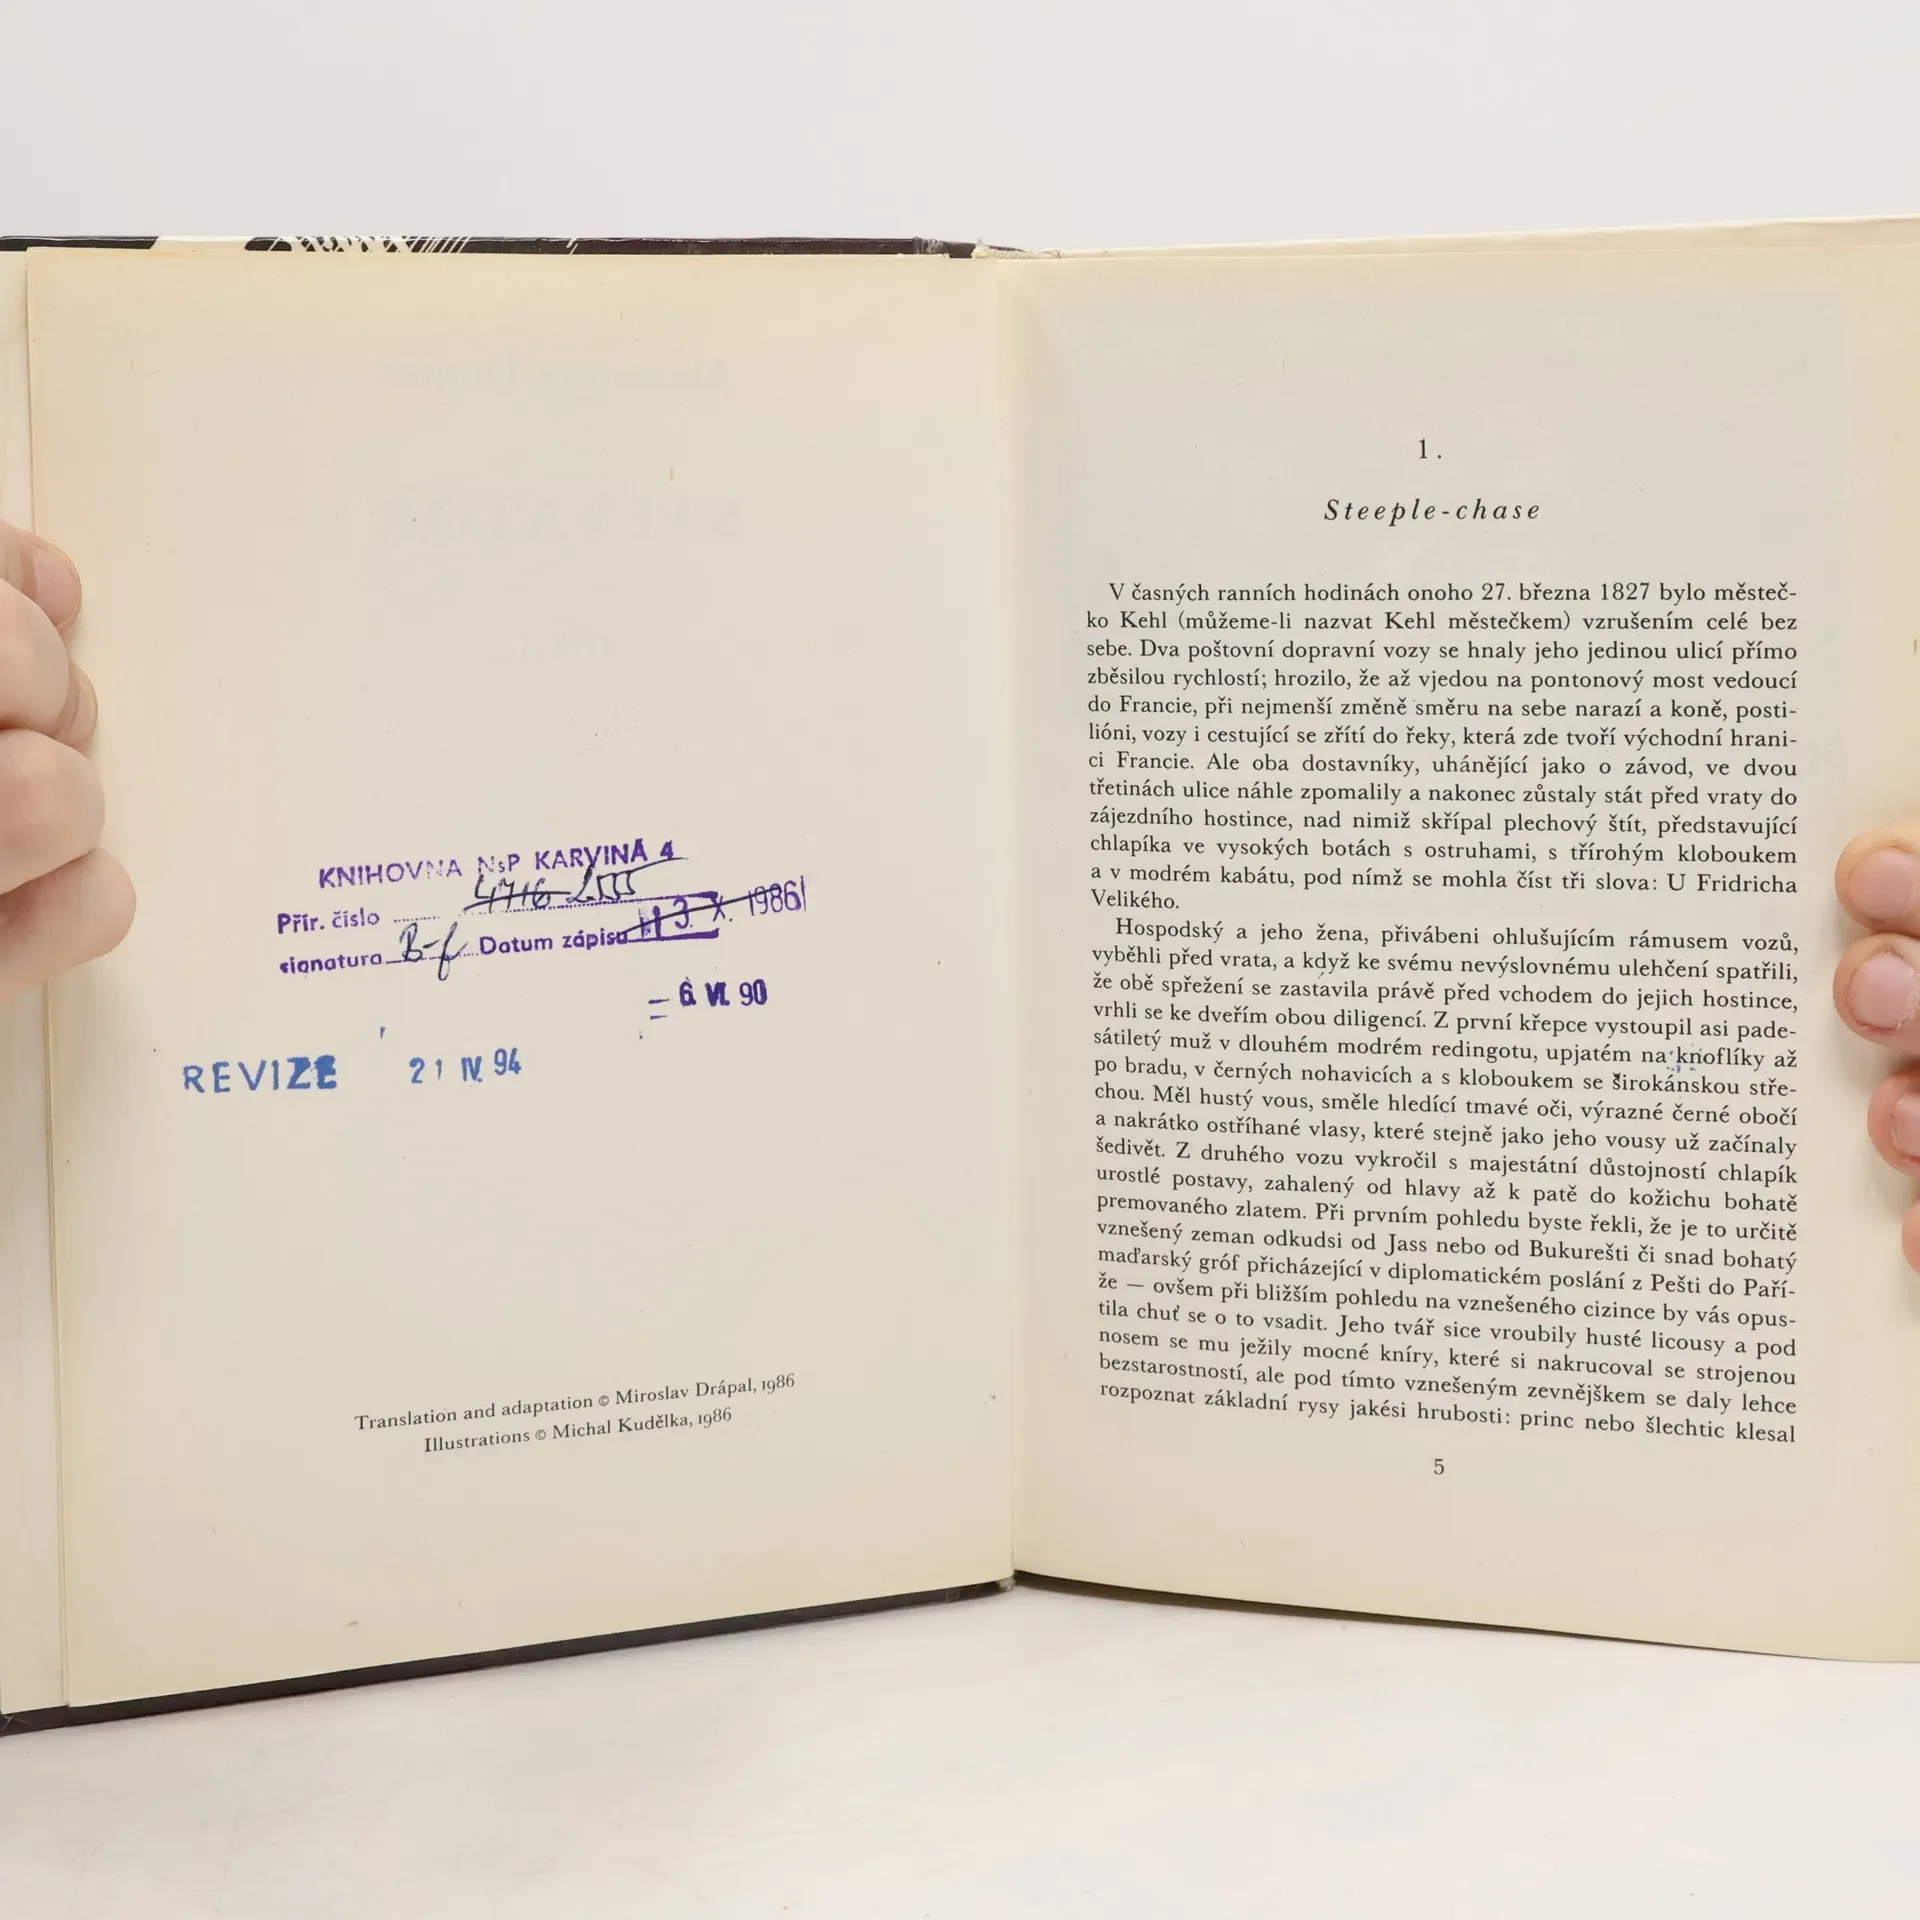 KNIHOVNA NsP KARVINÁ 4
Přír. číslo 4716
signatura B-f Datum zápisu 13. X. 1986
- 6. VI. 90
REVIZE 21 IV. 94
Translation and adaptation © Miroslav Drápal, 1986
Illustrations © Michal Kudělka, 1986
1.
Steeple-chase
V časných ranních hodinách onoho 27. března 1827 bylo městeč-
ko Kehl (můžeme-li nazvat Kehl městečkem) vzrušením celé bez
sebe. Dva poštovní dopravní vozy se hnaly jeho jedinou ulicí přímo
zběsilou rychlostí; hrozilo, že až vjedou na pontonový most vedoucí
do Francie, při nejmenší změně směru na sebe narazí a koně, posti-
lióni, vozy i cestující se zřítí do řeky, která zde tvoří východní hrani-
ci Francie. Ale oba dostavníky, uhánějící jako o závod, ve dvou
třetinách ulice náhle zpomalily a nakonec zůstaly stát před vraty do
zájezdního hostince, nad nimiž skřípal plechový štít, představující
chlapíka ve vysokých botách s ostruhami, s třírohým kloboukem
a v modrém kabátu, pod nímž se mohla číst tři slova: U Fridricha
Velikého.
Hospodský a jeho žena, přivábeni ohlušujícím rámusem vozů,
vyběhli před vrata, a když ke svému nevýslovnému ulehčení spatřili,
že obě spřežení se zastavila právě před vchodem do jejich hostince,
vrhli se ke dveřím obou diligencí. Z první křepce vystoupil asi pade-
sátiletý muž v dlouhém modrém redingotu, upjatém na knoflíky až
po bradu, v černých nohavicích a s kloboukem se širokánskou stře-
chou. Měl hustý vous, směle hledící tmavé oči, výrazné černé obočí
a nakrátko ostříhané vlasy, které stejně jako jeho vousy už začínaly
šedivět. Z druhého vozu vykročil s majestátní důstojností chlapík
urostlé postavy, zahalený od hlavy až k patě do kožichu bohatě
premovaného zlatem. Při prvním pohledu byste řekli, že je to určitě
vznešený zeman odkudsi od Jass nebo od Bukurešti či snad bohatý
maďarský gróf přicházející v diplomatickém poslání z Pešti do Paří-
že — ovšem při bližším pohledu na vznešeného cizince by vás opus-
tila chuť se o to vsadit. Jeho tvář sice vroubily husté licousy a pod
nosem se mu ježily mocné kníry, které si nakrucoval se strojenou
bezstarostností, ale pod tímto vznešeným zevnějškem se daly lehce
rozpoznat základní rysy jakési hrubosti: princ nebo šlechtic klesal
5